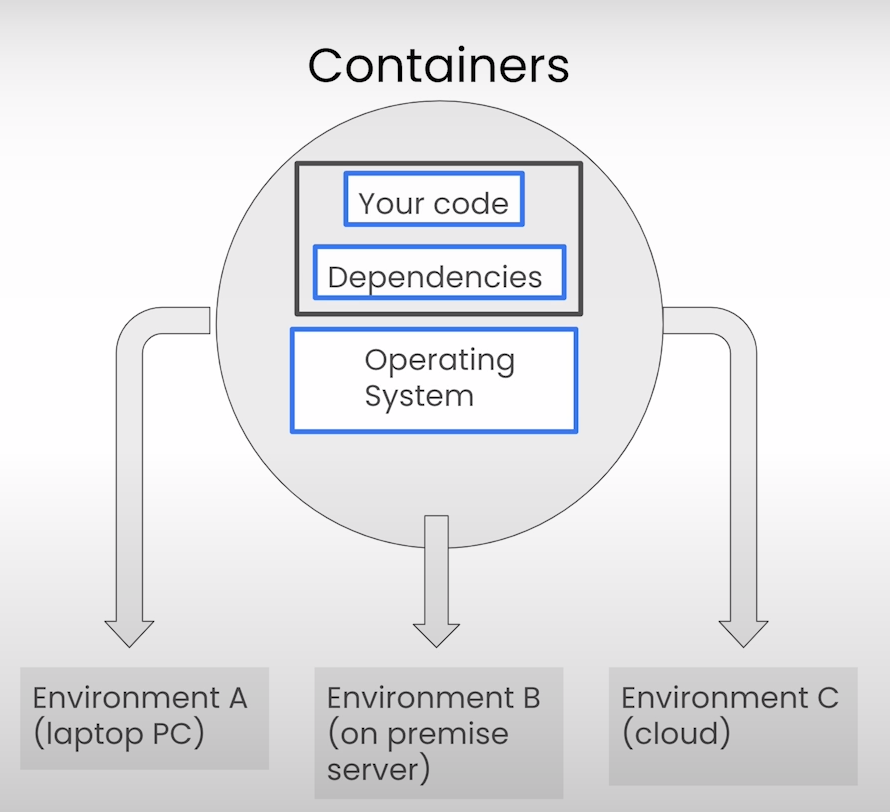 Containers
Your code
Dependencies
Operating
System
Environment A
(laptop PC)
Environment B
(on premise
server)
Environment C
(cloud)